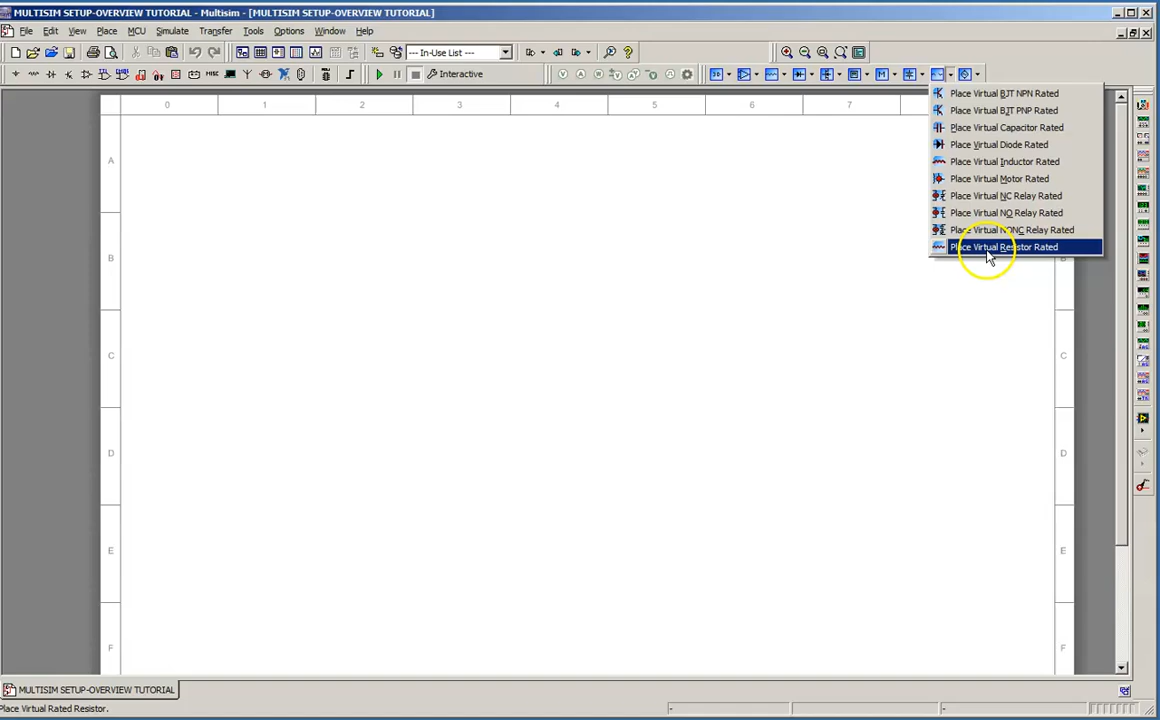 MULTISIM SETUP-OVERVIEW TUTORIAL - Multisim - [MULTISIM SETUP-OVERVIEW TUTORIAL]
File Edit View Place MCU Simulate Transfer Tools Options Window Help
--- In-Use List ---
Interactive
0 1 2 3 4 5 6 7
Place Virtual BJT NPN Rated
Place Virtual BJT PNP Rated
Place Virtual Capacitor Rated
Place Virtual Diode Rated
Place Virtual Inductor Rated
Place Virtual Motor Rated
Place Virtual NC Relay Rated
Place Virtual NO Relay Rated
Place Virtual NONC Relay Rated
Place Virtual Resistor Rated
A
B B
C C
D D
E E
F F
MULTISIM SETUP-OVERVIEW TUTORIAL
Place Virtual Rated Resistor.